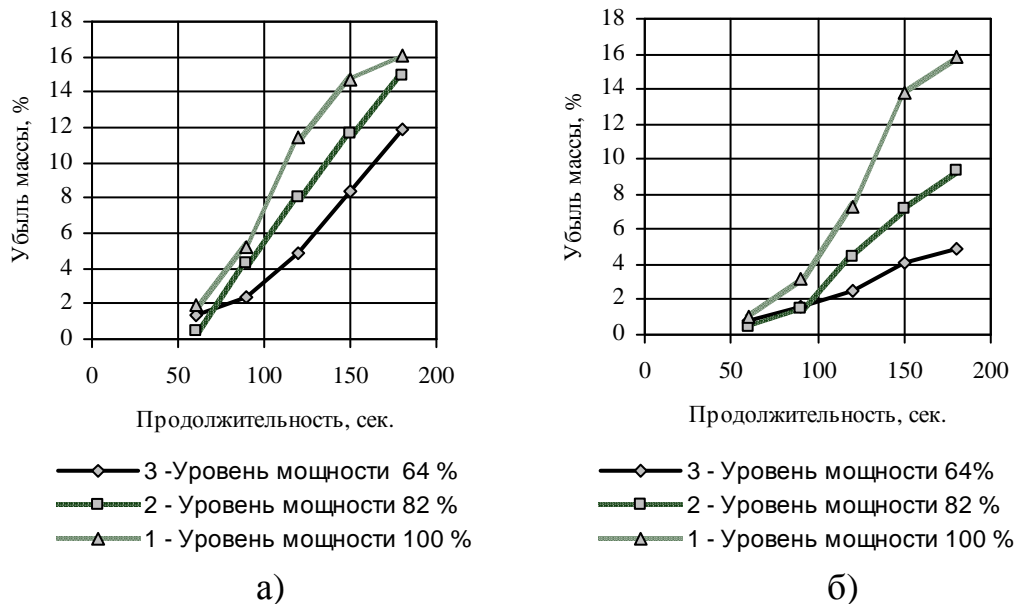 18
16
14
12
10
8
6
4
2
0
Убыль массы, %
0 50 100 150 200
Продолжительность, сек.
3 -Уровень мощности 64 %
2 - Уровень мощности 82 %
1 - Уровень мощности 100 %
а)
18
16
14
12
10
8
6
4
2
0
Убыль массы, %
0 50 100 150 200
Продолжительность, сек.
3 - Уровень мощности 64%
2 - Уровень мощности 82 %
1 - Уровень мощности 100 %
б)